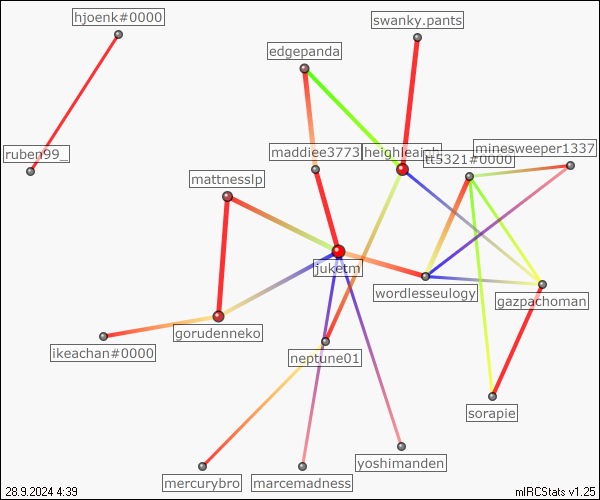 hjoenk#0000
swanky.pants
edgepanda
minesweeper1337
maddiee3773
ruben99_
tt5321#0000
mattnesslp
juketm
wordlesseulogy
gazpachoman
gorudenneko
ikeachan#0000
neptune01
sorapie
yoshimanden
mercurybro
marcemadness
28.9.2024 4:39
mIRCStats v1.25